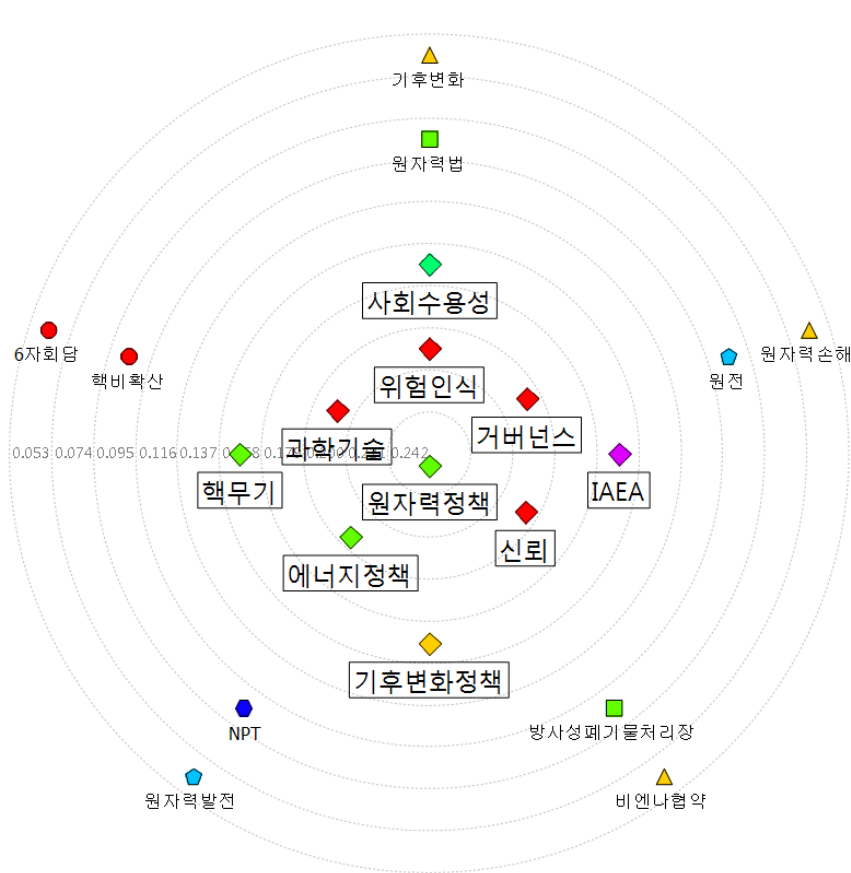 기후변화
원자력법
사회수용성
6자회담
원자력손해
핵비확산
원전
위험인식
거버넌스
과학기술
0.053 0.074 0.095 0.116 0.137 0.242
핵무기
IAEA
원자력정책
신뢰
에너지정책
기후변화정책
NPT
방사성폐기물처리장
원자력발전
비엔나협약